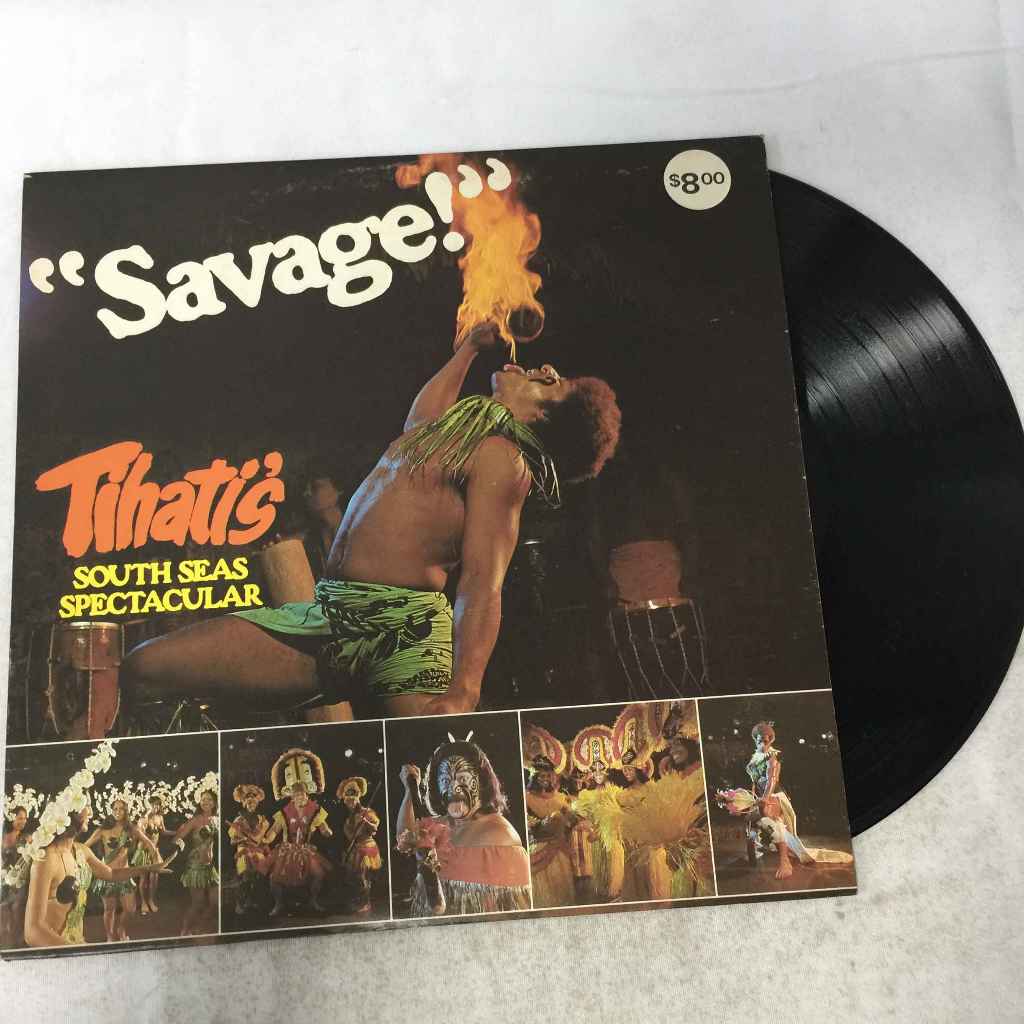 $8.00
"Savage!"
Tihati's
SOUTH SEAS
SPECTACULAR